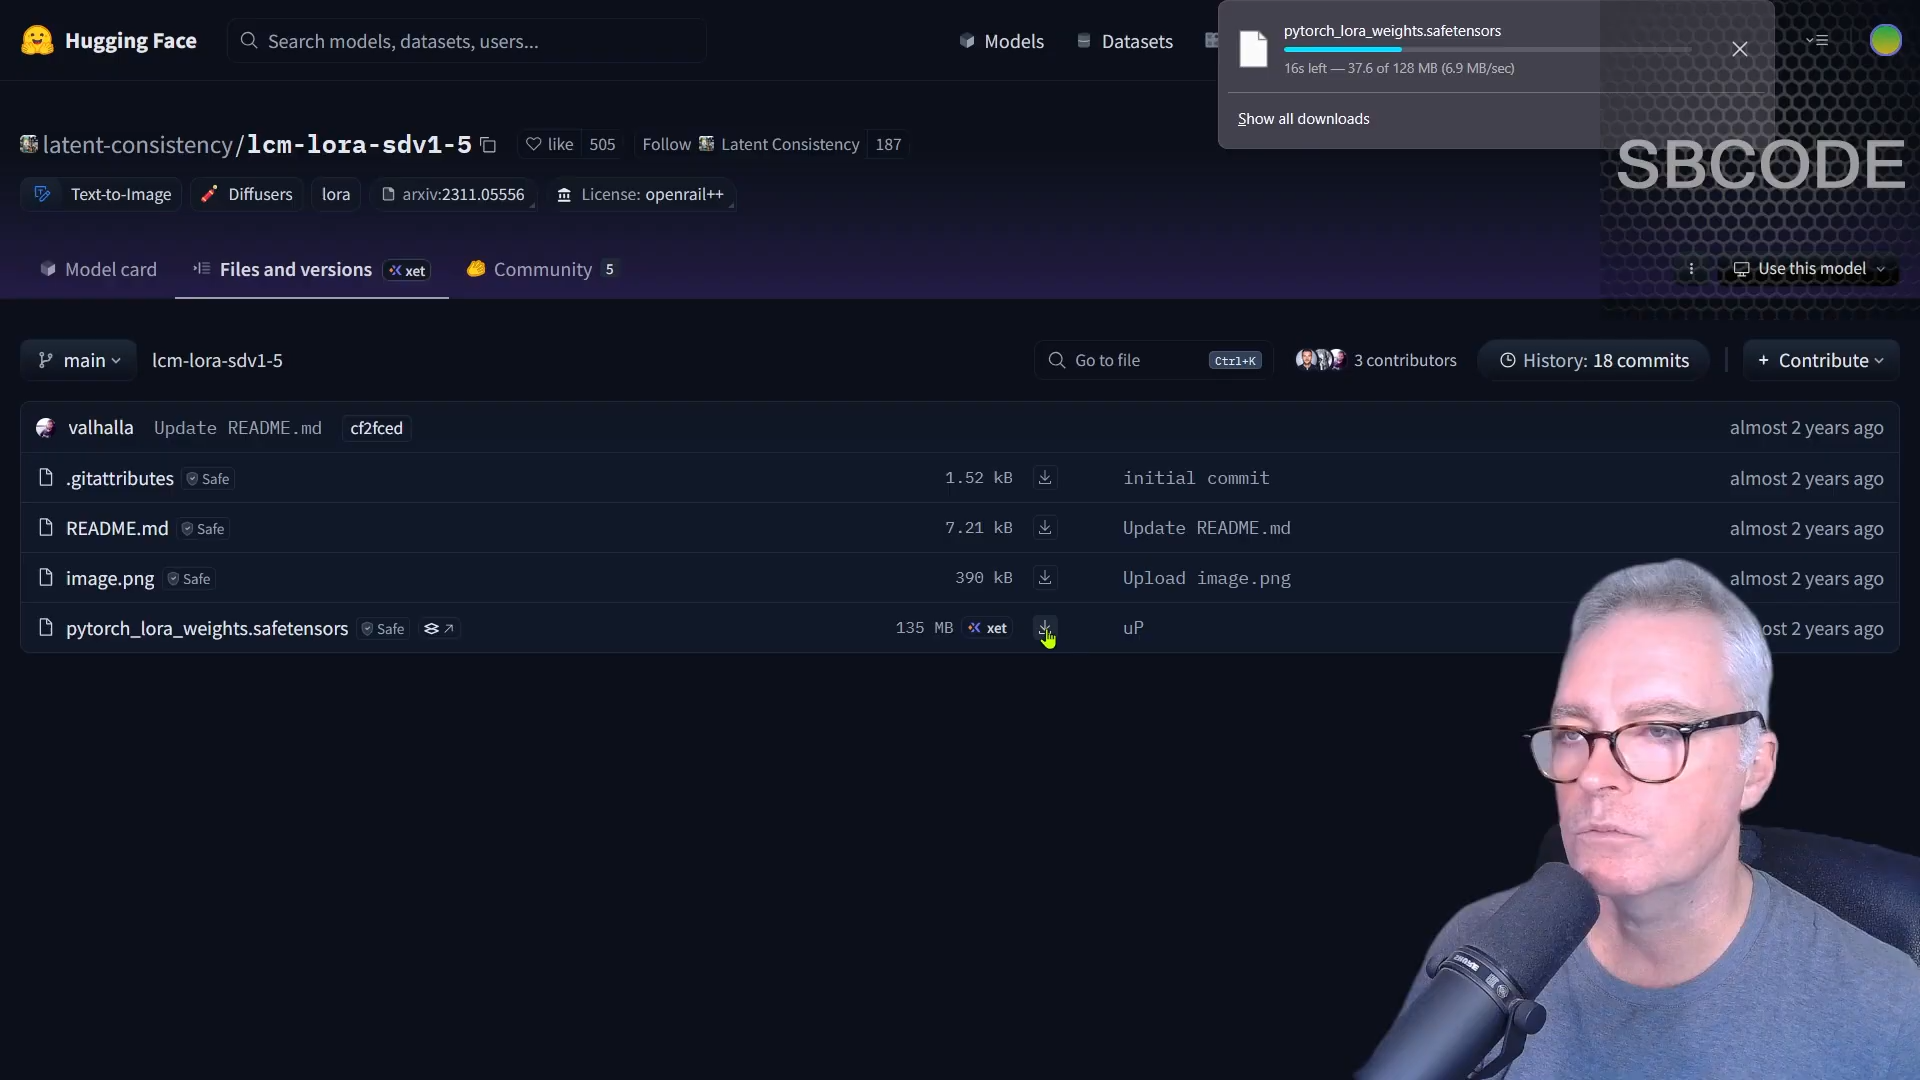 Hugging Face
Search models, datasets, users...
Models
Datasets
pytorch_lora_weights.safetensors
16s left — 37.6 of 128 MB (6.9 MB/sec)
Show all downloads
SBCODE
latent-consistency/lcm-lora-sdv1-5
like 505
Follow Latent Consistency 187
Text-to-Image
Diffusers
lora
arxiv:2311.05556
License: openrail++
Model card
Files and versions xet
Community 5
Use this model
main
lcm-lora-sdv1-5
Go to file Ctrl+K
3 contributors
History: 18 commits
+ Contribute
valhalla Update README.md cf2fced almost 2 years ago
.gitattributes Safe 1.52 kB initial commit almost 2 years ago
README.md Safe 7.21 kB Update README.md almost 2 years ago
image.png Safe 390 kB Upload image.png almost 2 years ago
pytorch_lora_weights.safetensors Safe 135 MB xet uP ost 2 years ago